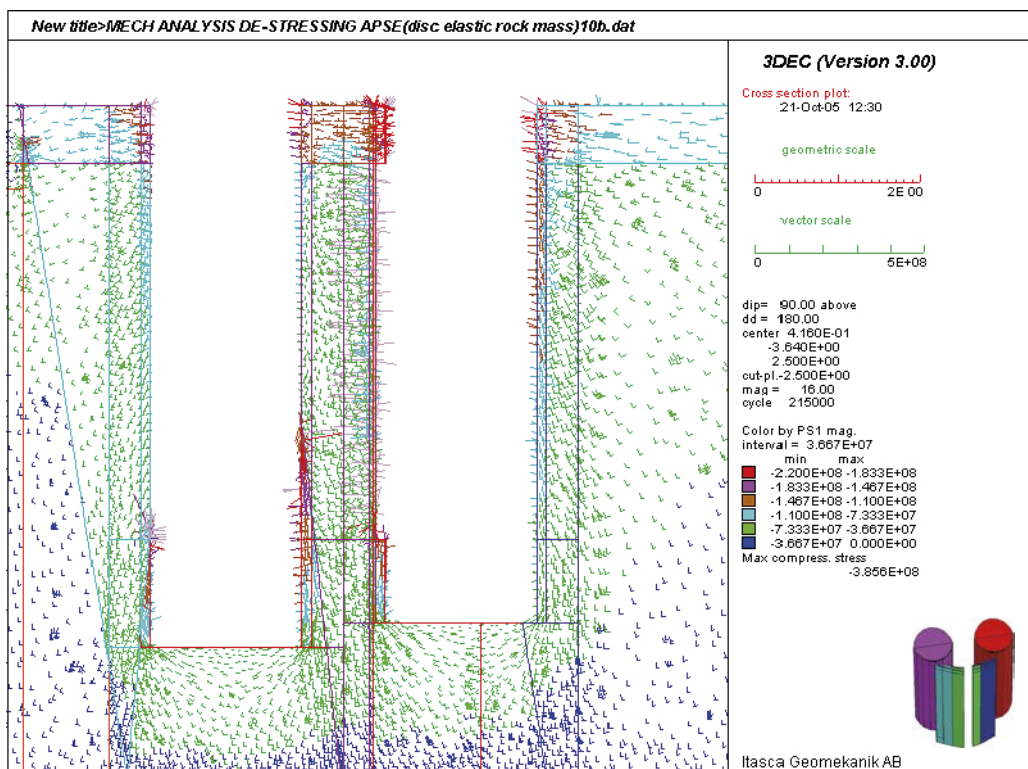 New title>MECH ANALYSIS DE-STRESSING APSE(disc elastic rock mass)10b.dat
3DEC (Version 3.00)
Cross section plot:
21-Oct-05 12:30
geometric scale
0 2E 00
vector scale
0 5E+08
dip= 90.00 above
dd = 180.00
center 4.160E-01
-3.640E+00
2.500E+00
cut-pl.-2.500E+00
mag = 16.00
cycle 215000
Color by PS1 mag.
interval = 3.667E+07
min max
-2.200E+08 -1.833E+08
-1.833E+08 -1.467E+08
-1.467E+08 -1.100E+08
-1.100E+08 -7.333E+07
-7.333E+07 -3.667E+07
-3.667E+07 0.000E+00
Max compress. stress
-3.856E+08
Itasca Geomekanik AB